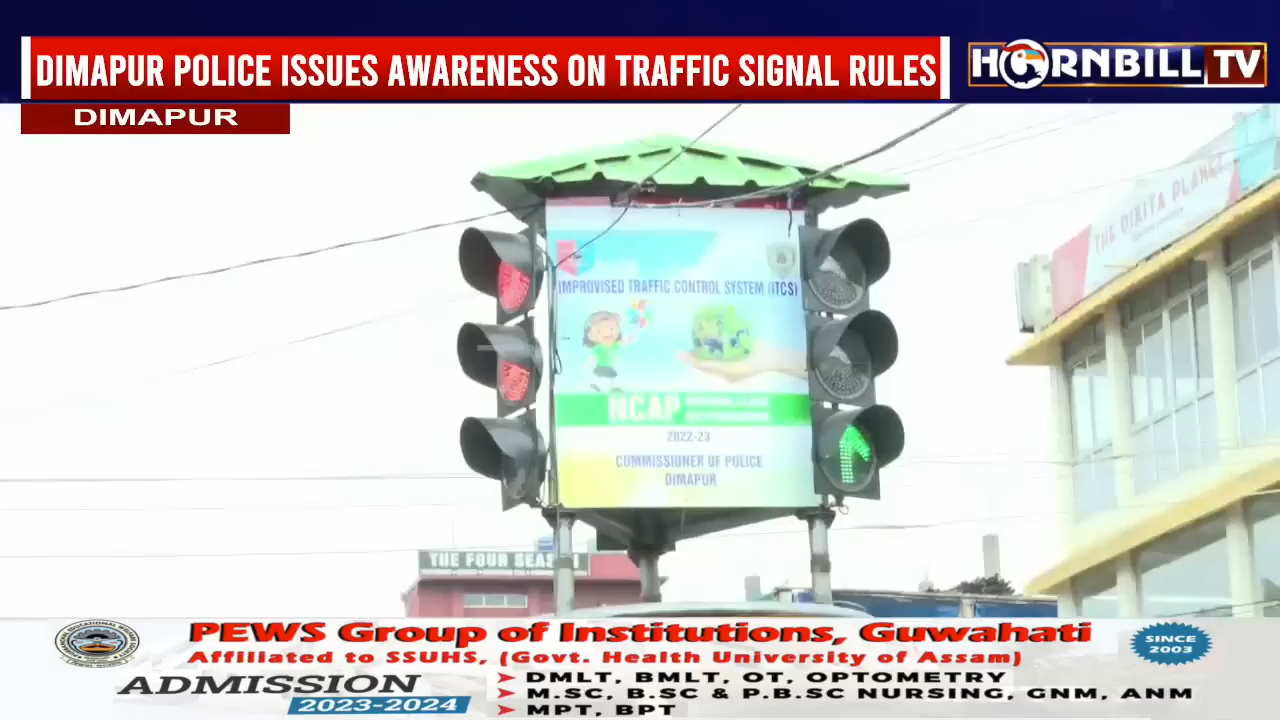 DIMAPUR POLICE ISSUES AWARENESS ON TRAFFIC SIGNAL RULES
HORNBILL TV
DIMAPUR
THE DIKITA PLANET
IMPROVISED TRAFFIC CONTROL SYSTEM (ITCS)
NCAP
2022-23
COMMISSIONER OF POLICE
DIMAPUR
THE FOUR SEAS
PEWS Group of Institutions, Guwahati
Affiliated to SSUHS, (Govt. Health University of Assam)
SINCE
2003
ADMISSION
2023-2024
DMLT, BMLT, OT, OPTOMETRY
M.SC, B.SC & P.B.SC NURSING, GNM, ANM
MPT, BPT